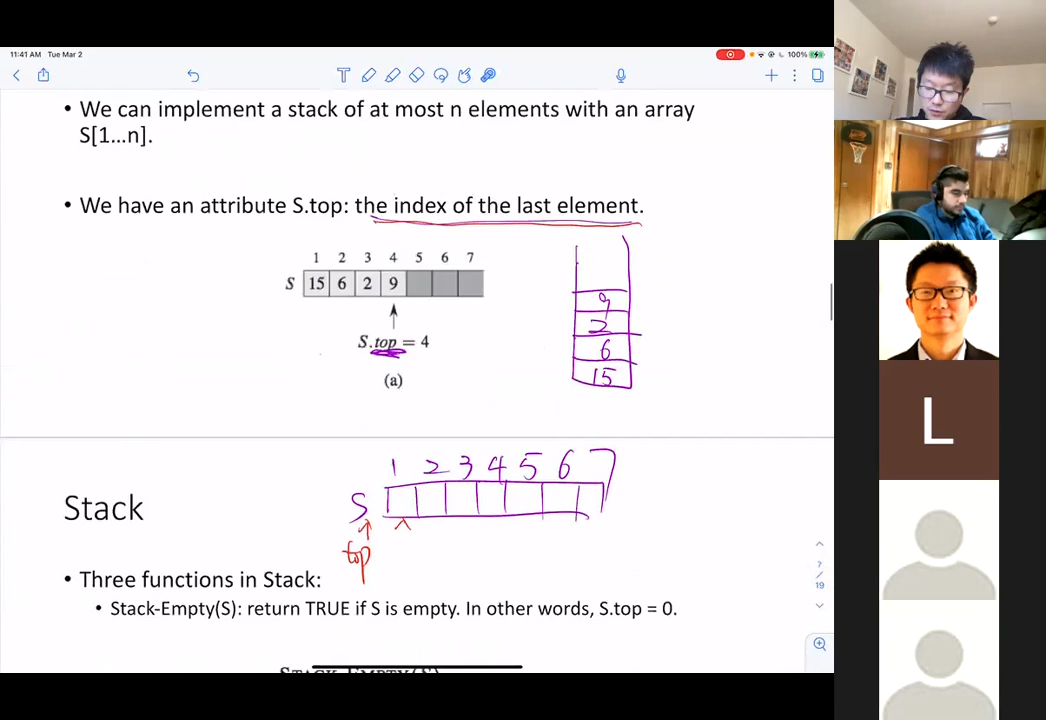 11:41 AM Tue Mar 2
100%
• We can implement a stack of at most n elements with an array
S[1...n].
• We have an attribute S.top: the index of the last element.
1 2 3 4 5 6 7
S 15 6 2 9
S.top = 4
(a)
9
2
6
15
1 2 3 4 5 6 7
S
top
Stack
• Three functions in Stack:
• Stack-Empty(S): return TRUE if S is empty. In other words, S.top = 0.
STACK-EMPTY(S)
7
/
19
L